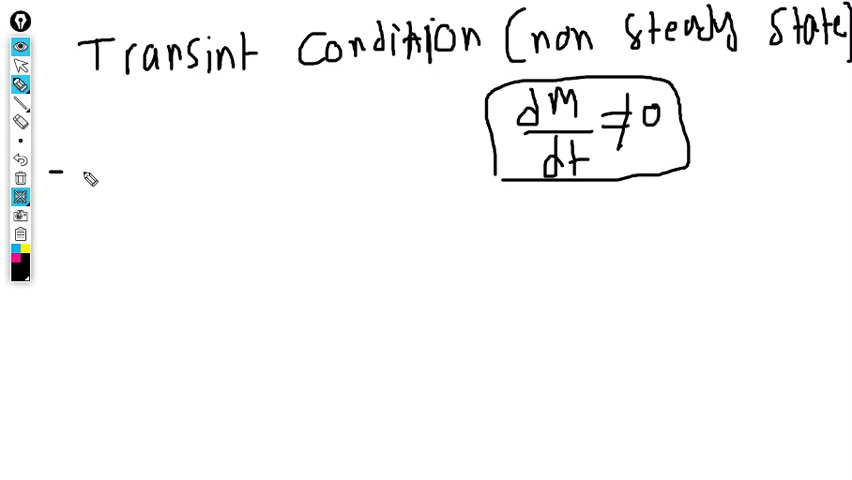 Transint Condition (non steady state)
dM/dt ≠ 0
-